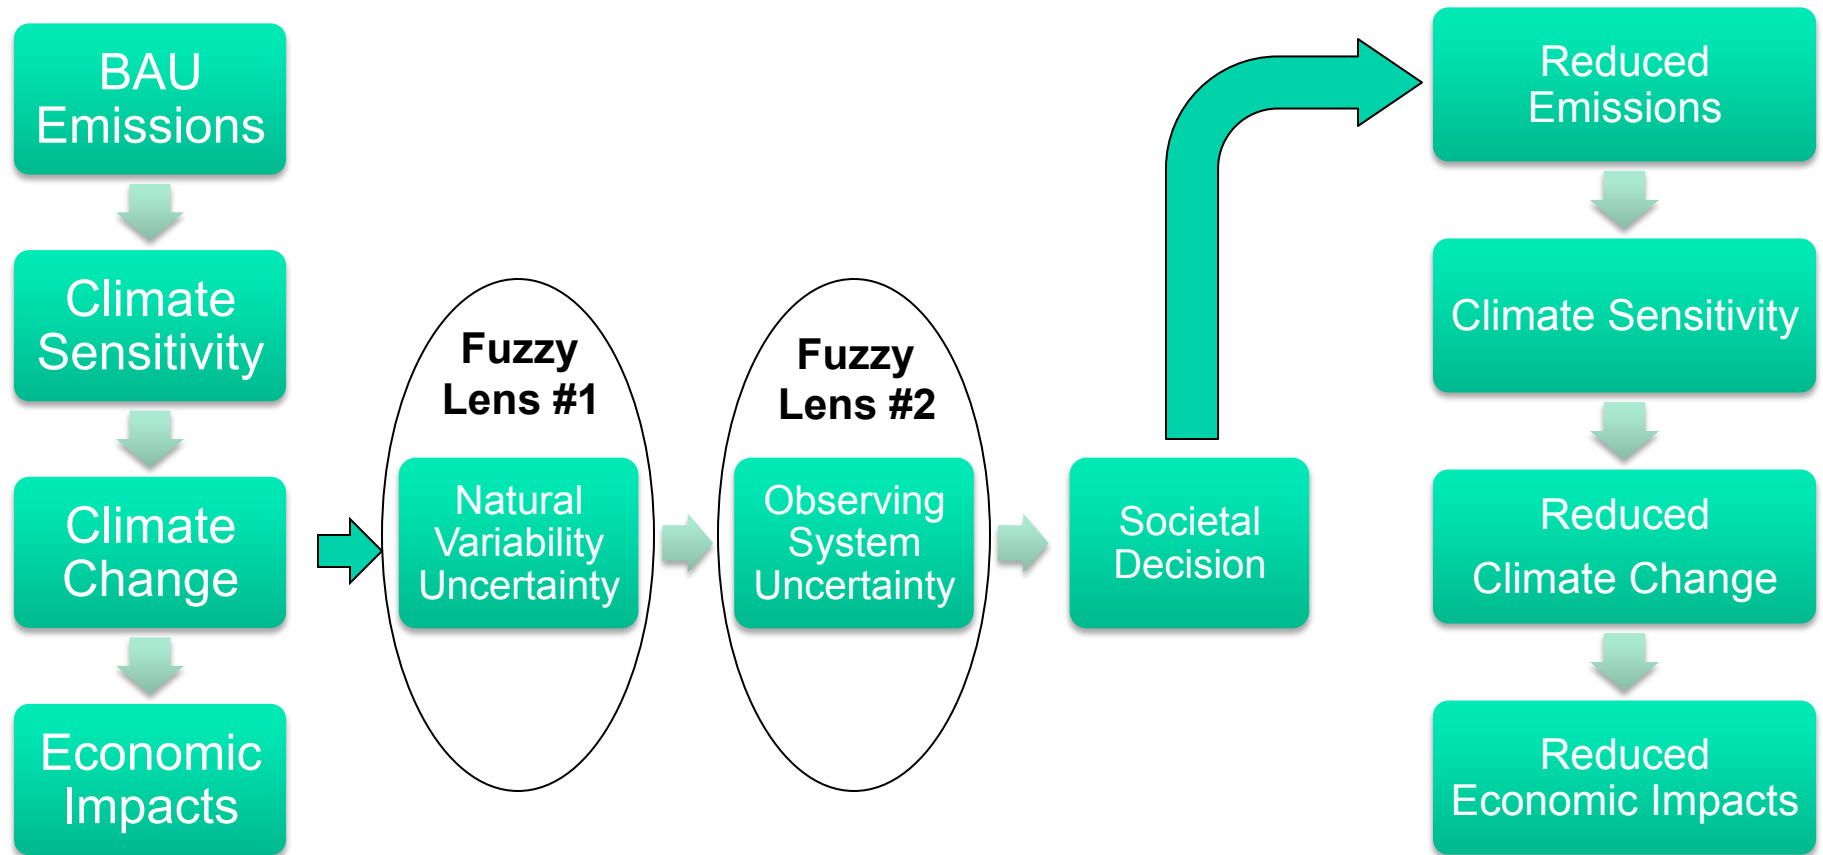 BAU
Emissions
Climate
Sensitivity
Climate
Change
Economic
Impacts
Fuzzy
Lens #1
Natural
Variability
Uncertainty
Fuzzy
Lens #2
Observing
System
Uncertainty
Societal
Decision
Reduced
Emissions
Climate Sensitivity
Reduced
Climate Change
Reduced
Economic Impacts